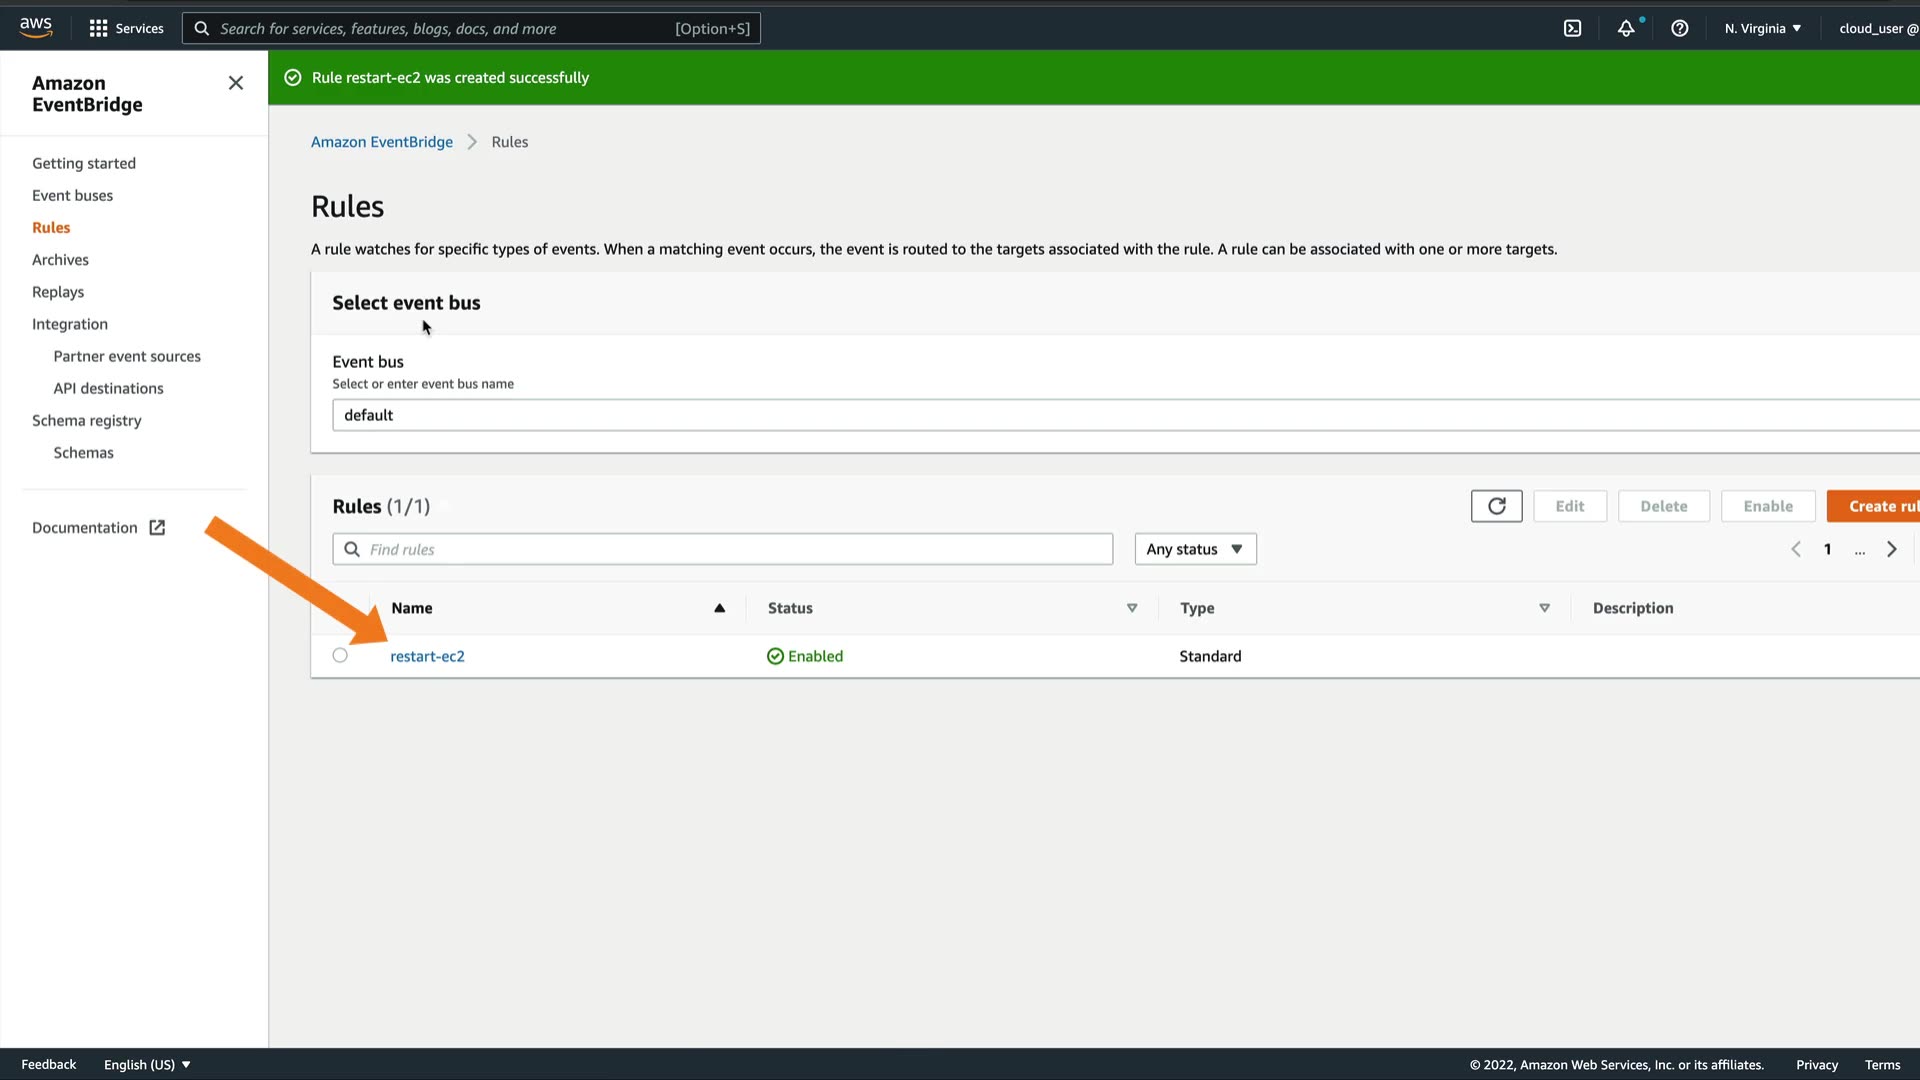 aws
Services
Search for services, features, blogs, docs, and more
[Option+S]
N. Virginia
cloud_user @
Amazon
EventBridge
Getting started
Event buses
Rules
Archives
Replays
Integration
Partner event sources
API destinations
Schema registry
Schemas
Documentation
Rule restart-ec2 was created successfully
Amazon EventBridge
Rules
Rules
A rule watches for specific types of events. When a matching event occurs, the event is routed to the targets associated with the rule. A rule can be associated with one or more targets.
Select event bus
Event bus
Select or enter event bus name
default
Rules (1/1)
Edit
Delete
Enable
Create rul
Find rules
Any status
1
...
Name
Status
Type
Description
restart-ec2
Enabled
Standard
Feedback
English (US)
© 2022, Amazon Web Services, Inc. or its affiliates.
Privacy
Terms